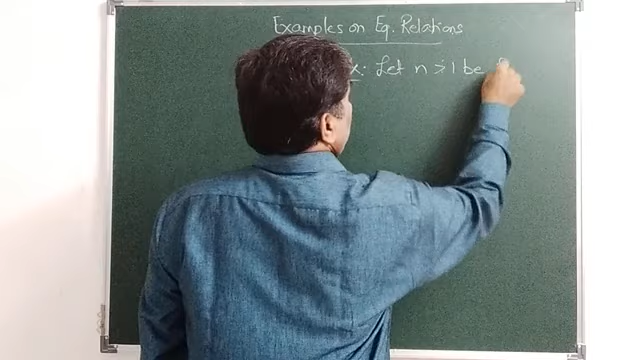 Examples on Eq. Relations
x. Let n > 1 be